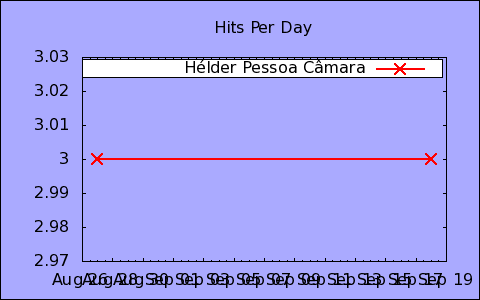 Hits Per Day
3.03
Hélder Pessoa Câmara
3.02
3.01
3
2.99
2.98
2.97
Aug 26 Aug 28 Aug 30 Sep 01 Sep 03 Sep 05 Sep 07 Sep 09 Sep 11 Sep 13 Sep 15 Sep 17 Sep 19